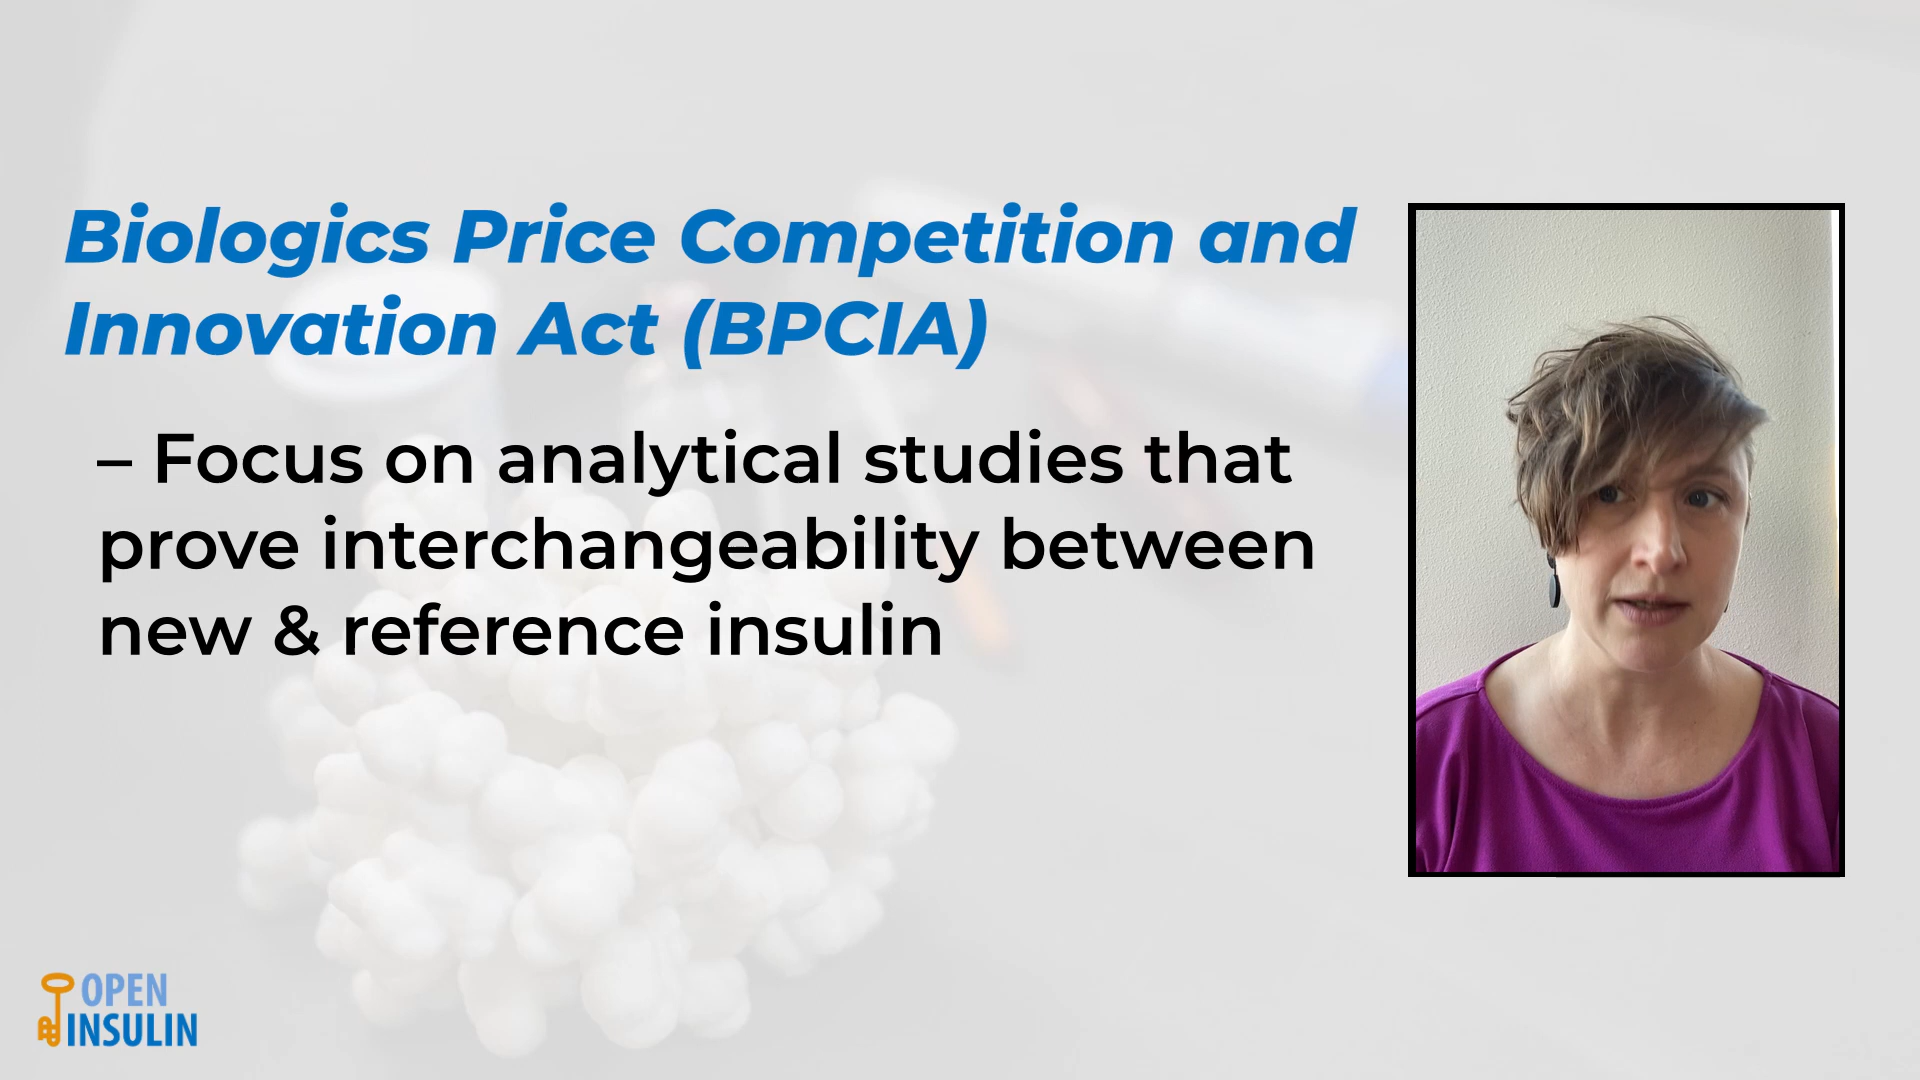 Biologics Price Competition and
Innovation Act (BPCIA)
– Focus on analytical studies that
prove interchangeability between
new & reference insulin
OPEN
INSULIN